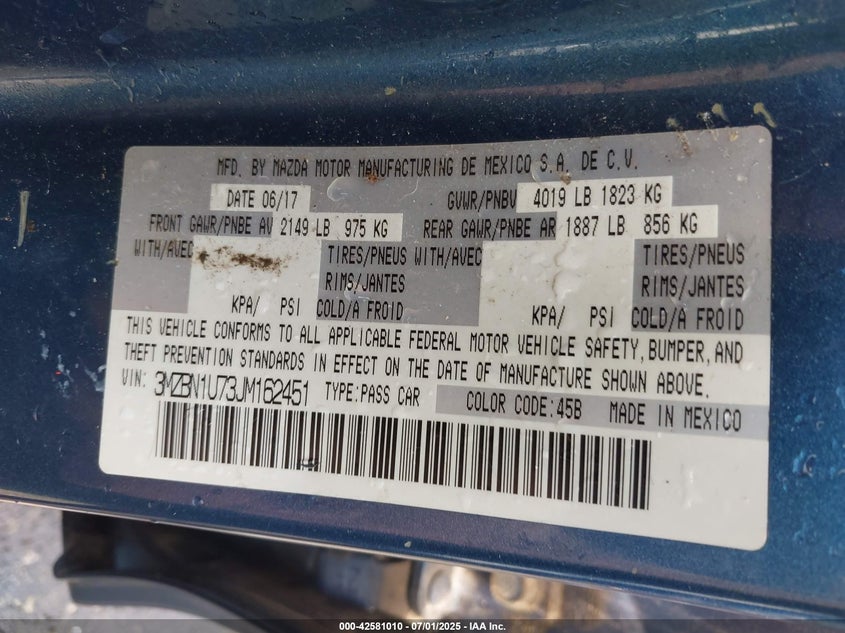 MFD. BY MAZDA MOTOR MANUFACTURING DE MEXICO S.A. DE C.V.
DATE 06/17 GVWR/PNBV 4019 LB 1823 KG
FRONT GAWR/PNBE AV 2149 LB 975 KG REAR GAWR/PNBE AR 1887 LB 856 KG
WITH/AVEC TIRES/PNEUS WITH/AVEC TIRES/PNEUS
RIMS/JANTES RIMS/JANTES
KPA/ PSI COLD/A FROID KPA/ PSI COLD/A FROID
THIS VEHICLE CONFORMS TO ALL APPLICABLE FEDERAL MOTOR VEHICLE SAFETY, BUMPER, AND
THEFT PREVENTION STANDARDS IN EFFECT ON THE DATE OF MANUFACTURE SHOWN ABOVE.
VIN: 3MZBN1U73JM162451 TYPE:PASS CAR COLOR CODE:45B MADE IN MEXICO
000-42581010 - 07/01/2025 - IAA Inc.